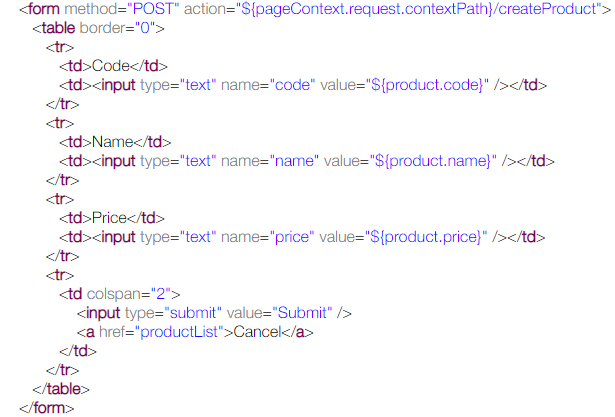 <form method="POST" action="${pageContext.request.contextPath}/createProduct">
<table border="0">
<tr>
<td>Code</td>
<td><input type="text" name="code" value="${product.code}" /></td>
</tr>
<tr>
<td>Name</td>
<td><input type="text" name="name" value="${product.name}" /></td>
</tr>
<tr>
<td>Price</td>
<td><input type="text" name="price" value="${product.price}" /></td>
</tr>
<tr>
<td colspan="2">
<input type="submit" value="Submit" />
<a href="productList">Cancel</a>
</td>
</tr>
</table>
</form>